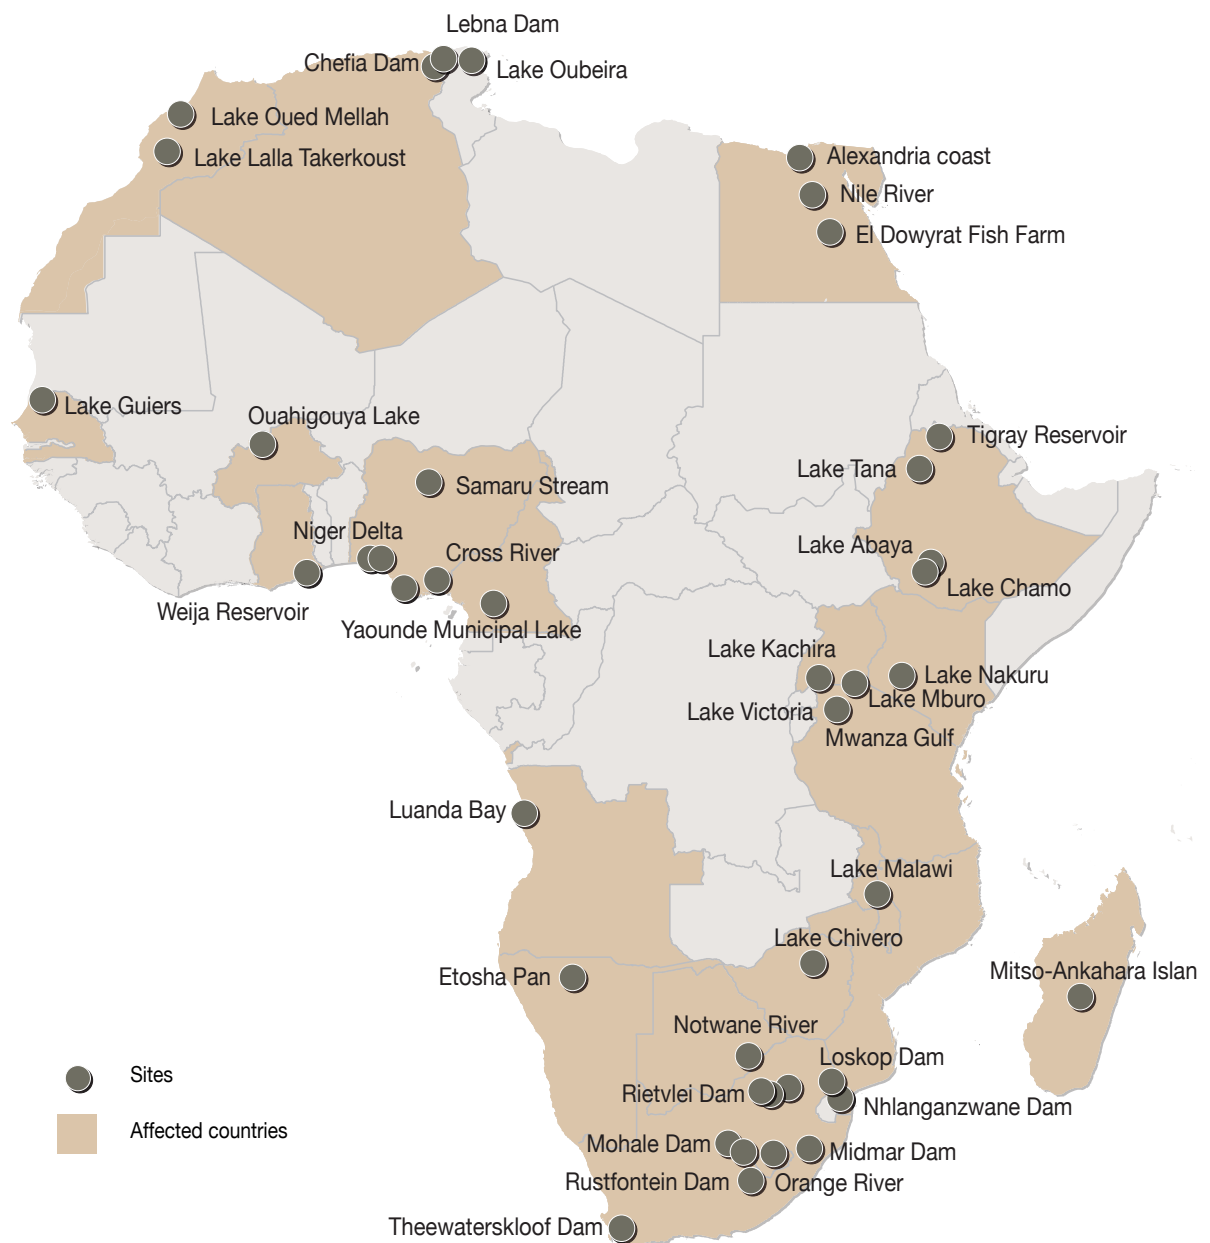 Lebna Dam
Chefia Dam
Lake Oubeira
Lake Oued Mellah
Lake Lalla Takerkoust
Alexandria coast
Nile River
El Dowyrat Fish Farm
Lake Guiers
Ouahigouya Lake
Tigray Reservoir
Lake Tana
Samaru Stream
Niger Delta
Cross River
Lake Abaya
Lake Chamo
Weija Reservoir
Yaounde Municipal Lake
Lake Kachira
Lake Nakuru
Lake Mburo
Lake Victoria
Mwanza Gulf
Luanda Bay
Lake Malawi
Lake Chivero
Etosha Pan
Mitso-Ankahara Islan
Notwane River
Loskop Dam
Sites
Rietvlei Dam
Nhlanganzwane Dam
Affected countries
Mohale Dam
Midmar Dam
Rustfontein Dam
Orange River
Theewaterskloof Dam